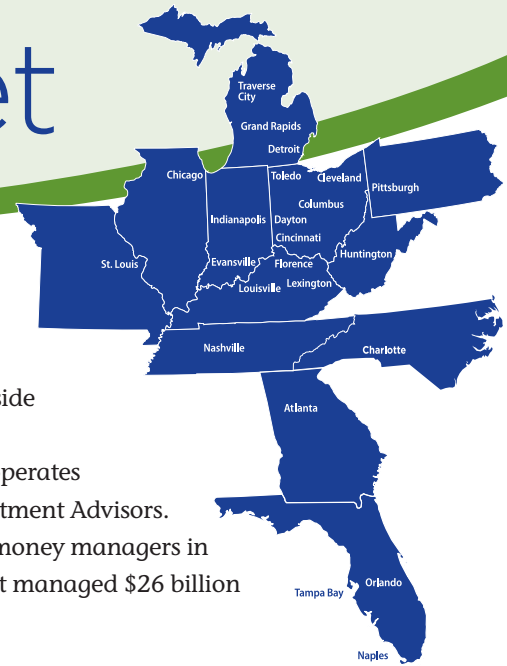 et
Traverse
City
Grand Rapids
Detroit
Chicago
Toledo
Cleveland
Pittsburgh
Columbus
Indianapolis
Dayton
Cincinnati
St. Louis
Evansville
Florence
Huntington
Louisville
Lexington
Nashville
Charlotte
side
Atlanta
perates
tment Advisors.
money managers in
t managed $26 billion
Tampa Bay
Orlando
Naples